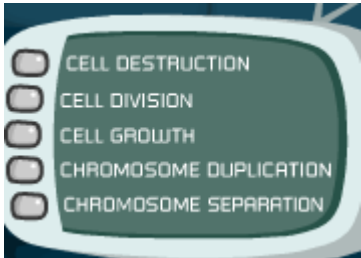 CELL DESTRUCTION
CELL DIVISION
CELL GROWTH
CHROMOSOME DUPLICATION
CHROMOSOME SEPARATION